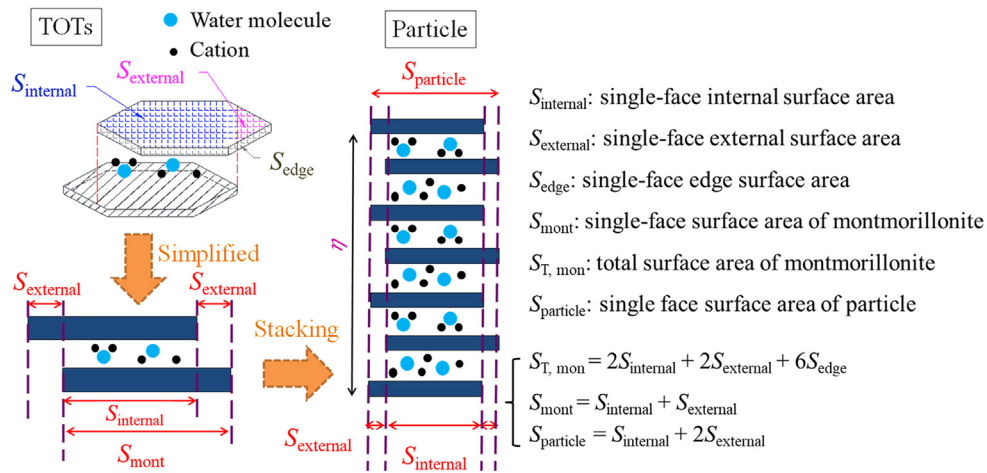 TOTs
Water molecule
Cation
S_external
S_internal
S_edge
Simplified
S_external
S_external
S_internal
S_mont
Stacking
Particle
S_particle
η
S_external
S_internal
S_internal: single-face internal surface area
S_external: single-face external surface area
S_edge: single-face edge surface area
S_mont: single-face surface area of montmorillonite
S_T, mon: total surface area of montmorillonite
S_particle: single face surface area of particle
S_T, mon = 2S_internal + 2S_external + 6S_edge
S_mont = S_internal + S_external
S_particle = S_internal + 2S_external